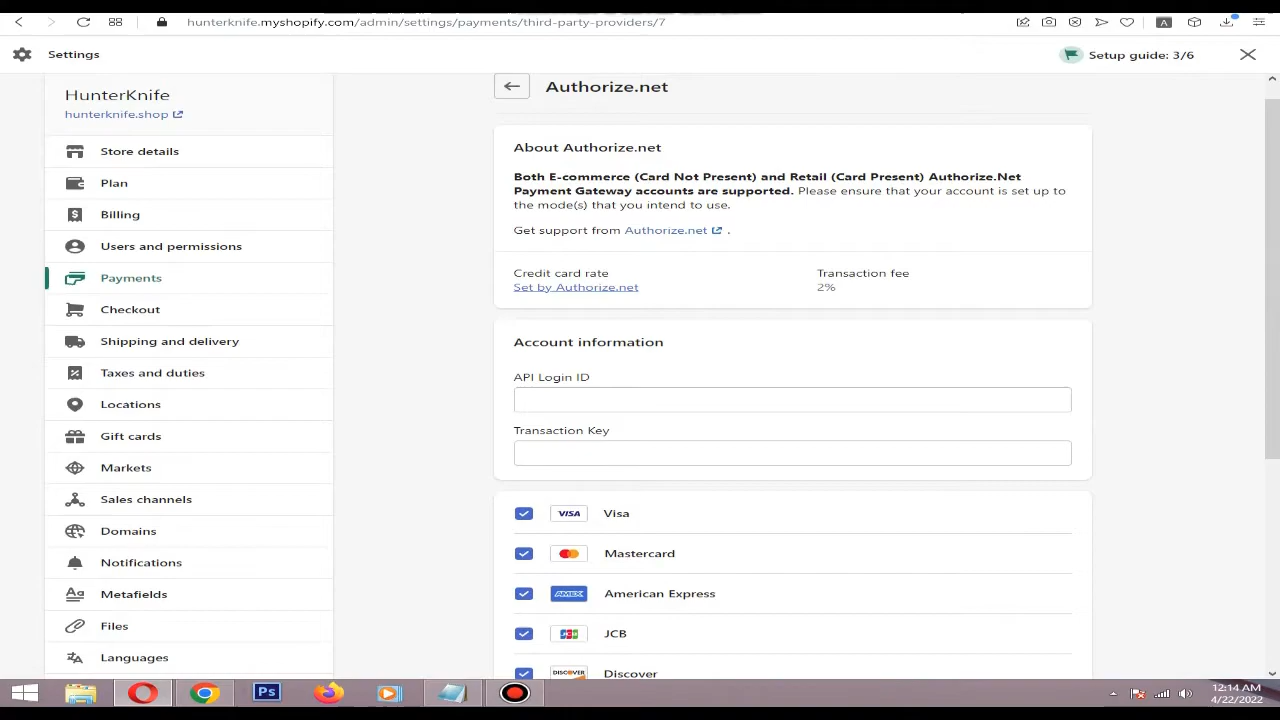 hunterknife.myshopify.com/admin/settings/payments/third-party-providers/7
A
Settings
Setup guide: 3/6
HunterKnife
hunterknife.shop
Store details
Plan
Billing
Users and permissions
Payments
Checkout
Shipping and delivery
Taxes and duties
Locations
Gift cards
Markets
Sales channels
Domains
Notifications
Metafields
Files
Languages
Authorize.net
About Authorize.net
Both E-commerce (Card Not Present) and Retail (Card Present) Authorize.Net
Payment Gateway accounts are supported. Please ensure that your account is set up to
the mode(s) that you intend to use.
Get support from Authorize.net .
Credit card rate
Set by Authorize.net
Transaction fee
2%
Account information
API Login ID
Transaction Key
VISA Visa
Mastercard
AMEX American Express
JCB JCB
DISCOVER Discover
Ps
12:14 AM
4/22/2022